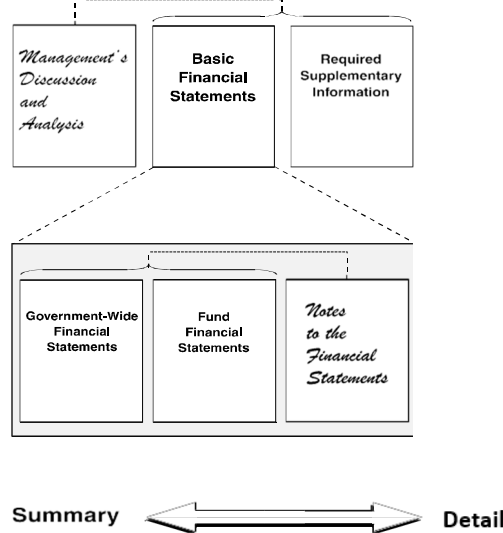 Management's
Discussion
and
Analysis
Basic
Financial
Statements
Required
Supplementary
Information
Government-Wide
Financial
Statements
Fund
Financial
Statements
Notes
to the
Financial
Statements
Summary
Detail